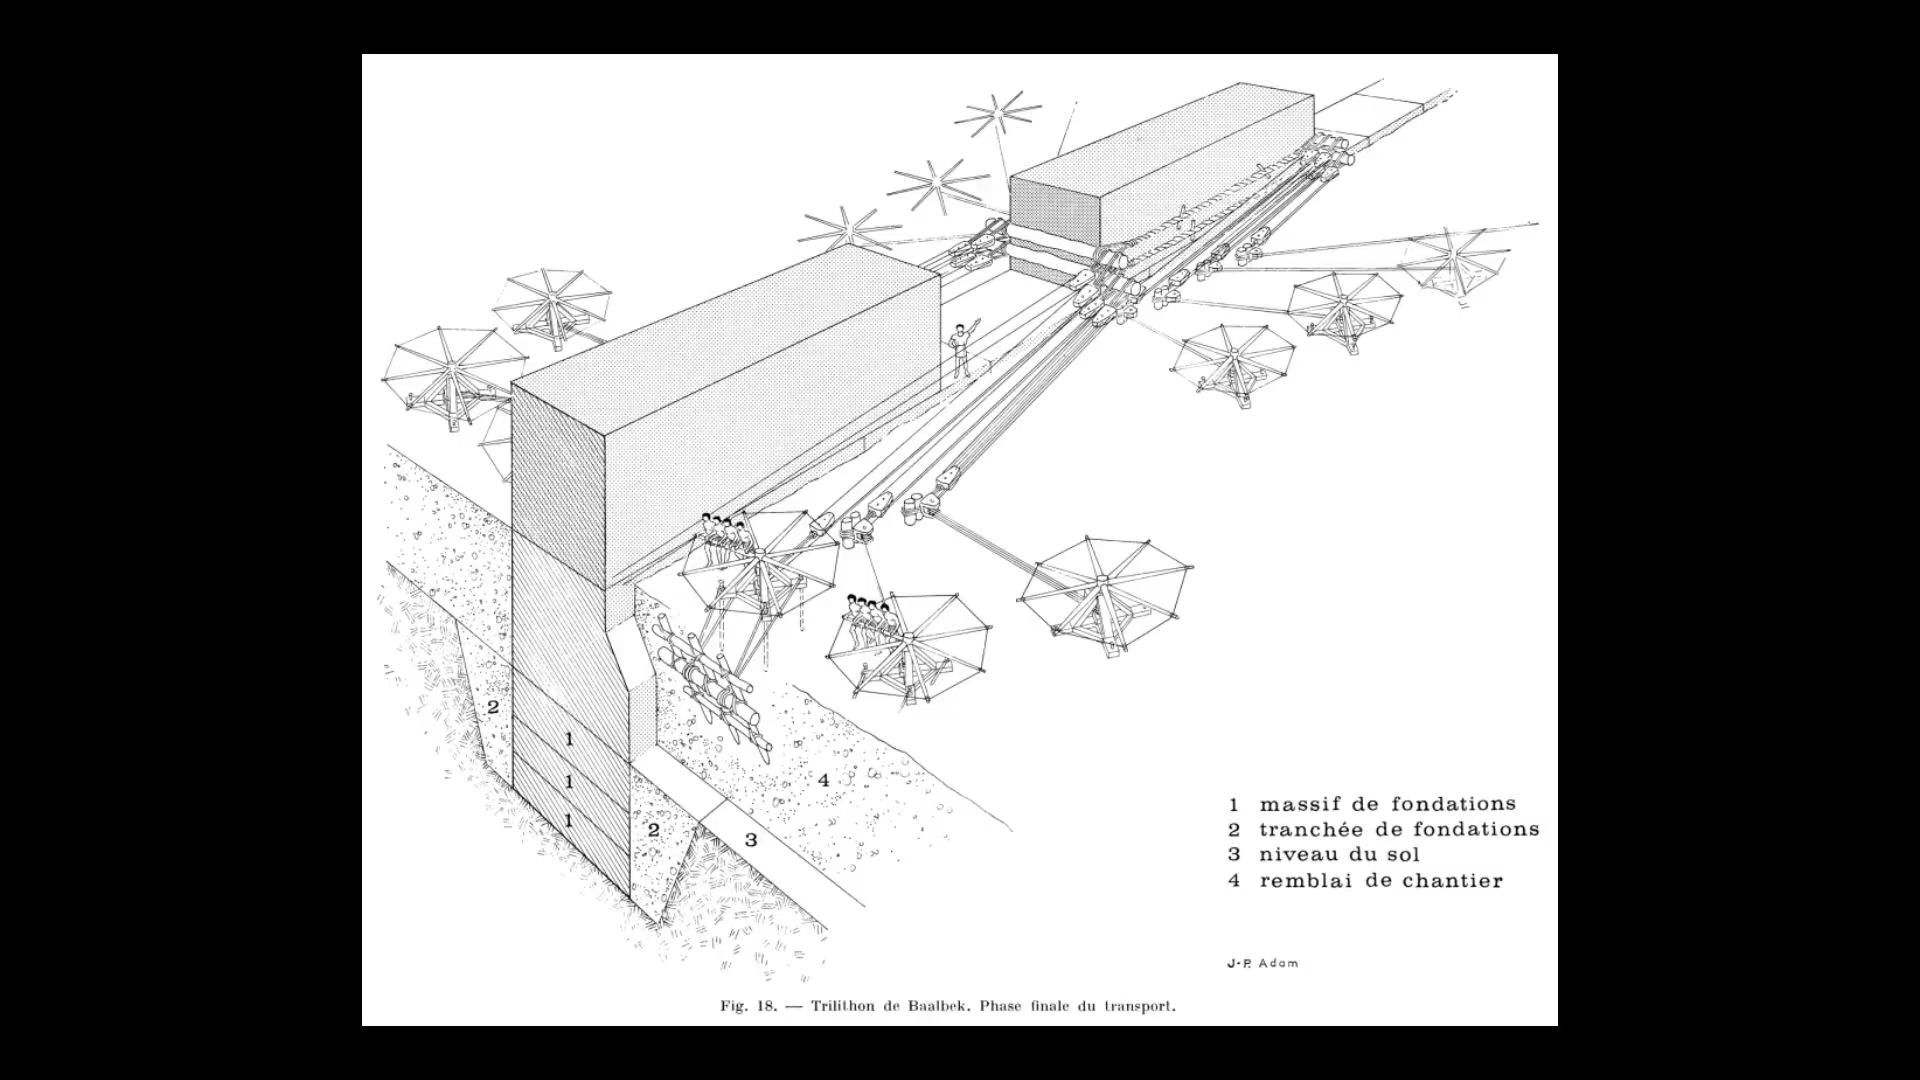 2
1
1
1
2
3
4
1 massif de fondations
2 tranchée de fondations
3 niveau du sol
4 remblai de chantier
J-P. Adam
Fig. 18. — Trilithon de Baalbek. Phase finale du transport.